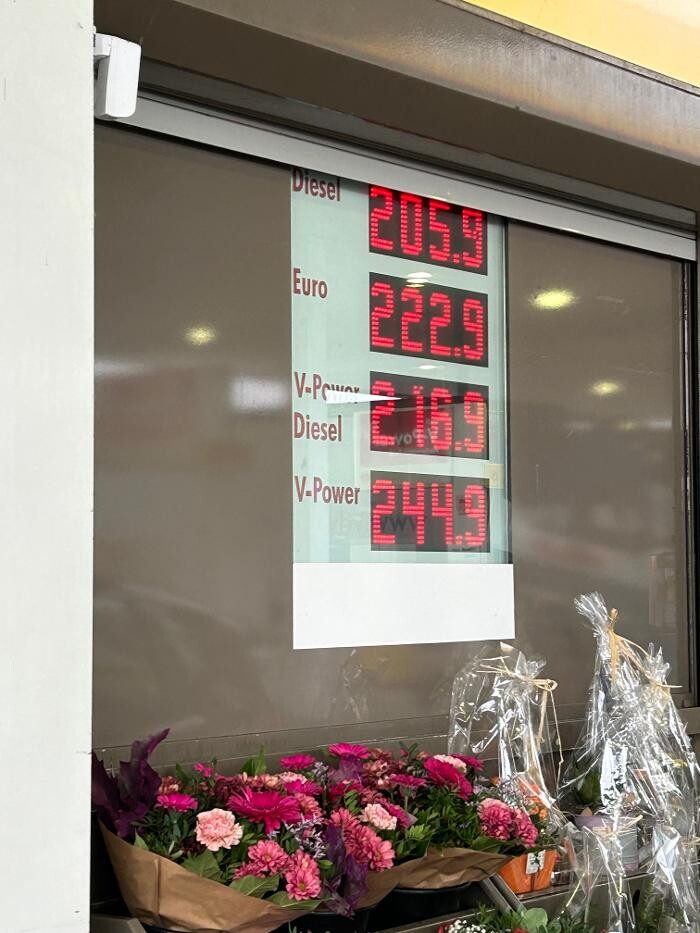 Diesel 205.9
Euro 222.9
V-Power
Diesel 216.9
V-Power 244.9